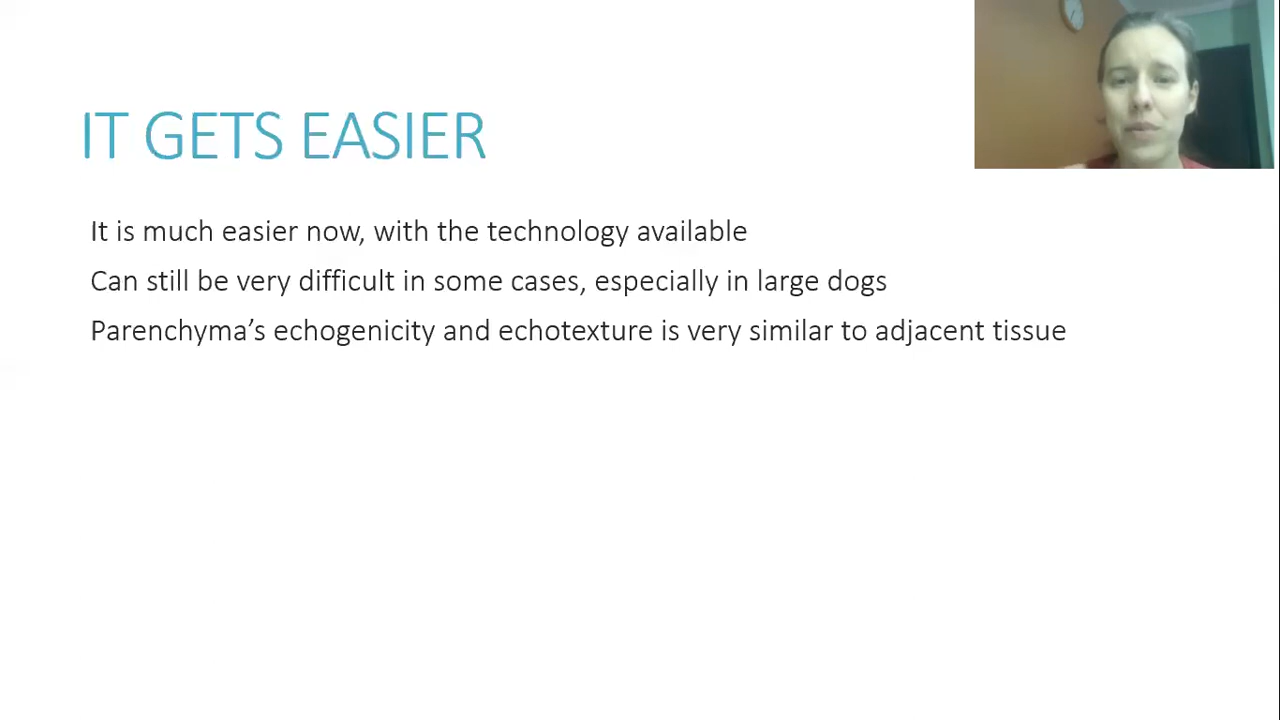 IT GETS EASIER
It is much easier now, with the technology available
Can still be very difficult in some cases, especially in large dogs
Parenchyma’s echogenicity and echotexture is very similar to adjacent tissue